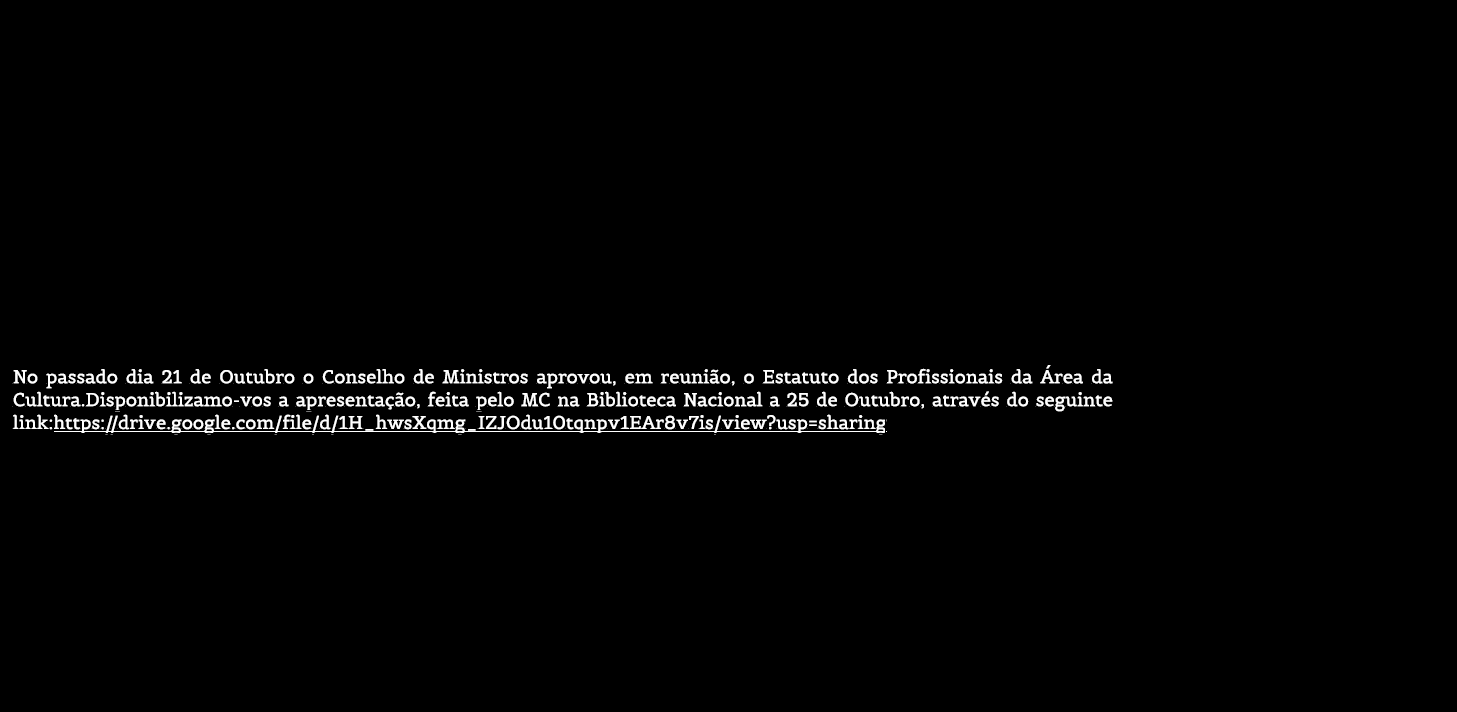 No passado dia 21 de Outubro o Conselho de Ministros aprovou, em reunião, o Estatuto dos Profissionais da Área da
Cultura.Disponibilizamo-vos a apresentação, feita pelo MC na Biblioteca Nacional a 25 de Outubro, através do seguinte
link:https://drive.google.com/file/d/1H_hwsXqmg_IZJOdu1Otqnpv1EAr8v7is/view?usp=sharing